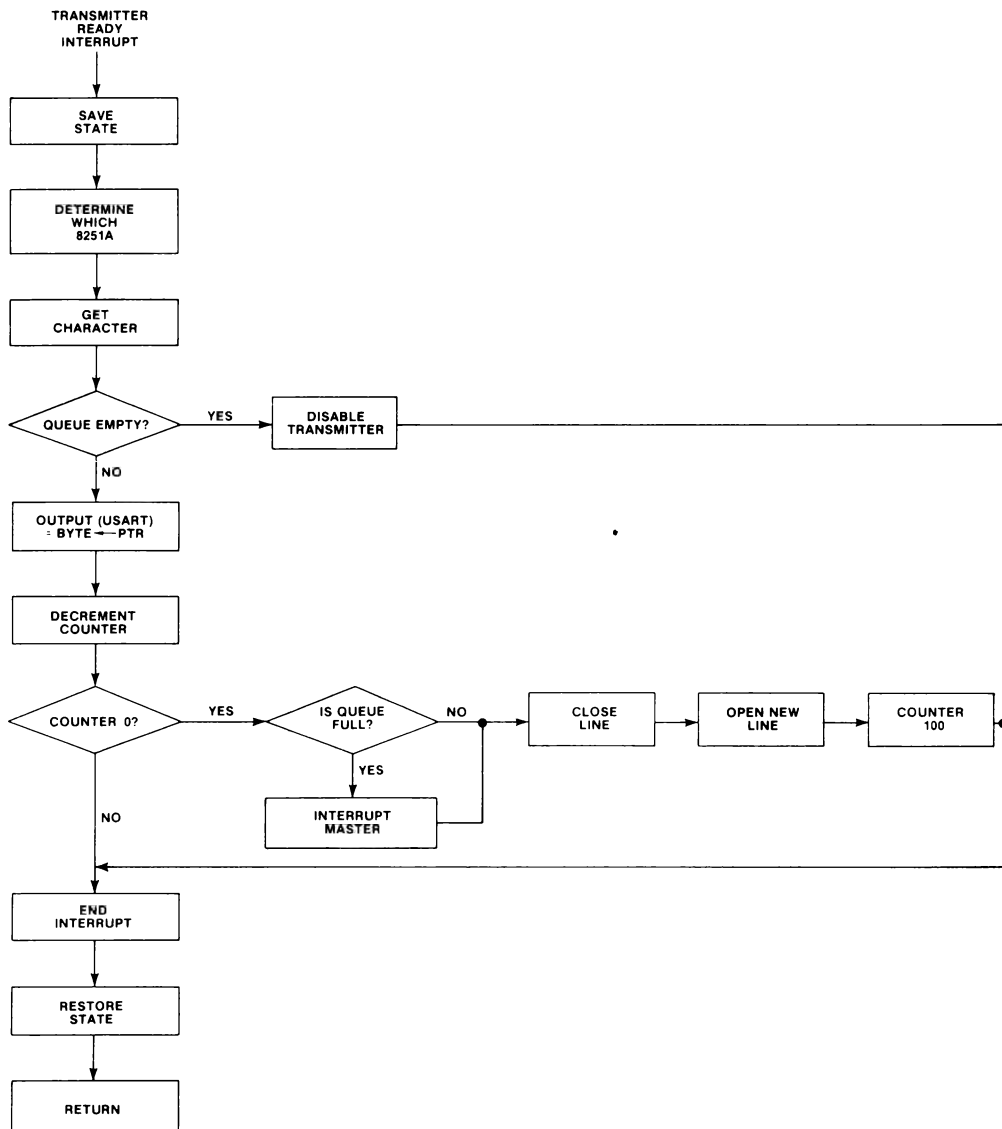 TRANSMITTER
READY
INTERRUPT
SAVE
STATE
DETERMINE
WHICH
8251A
GET
CHARACTER
QUEUE EMPTY?
YES
DISABLE
TRANSMITTER
NO
OUTPUT (USART)
= BYTE ← PTR
DECREMENT
COUNTER
COUNTER 0?
YES
IS QUEUE
FULL?
NO
CLOSE
LINE
OPEN NEW
LINE
COUNTER
100
YES
INTERRUPT
MASTER
NO
END
INTERRUPT
RESTORE
STATE
RETURN